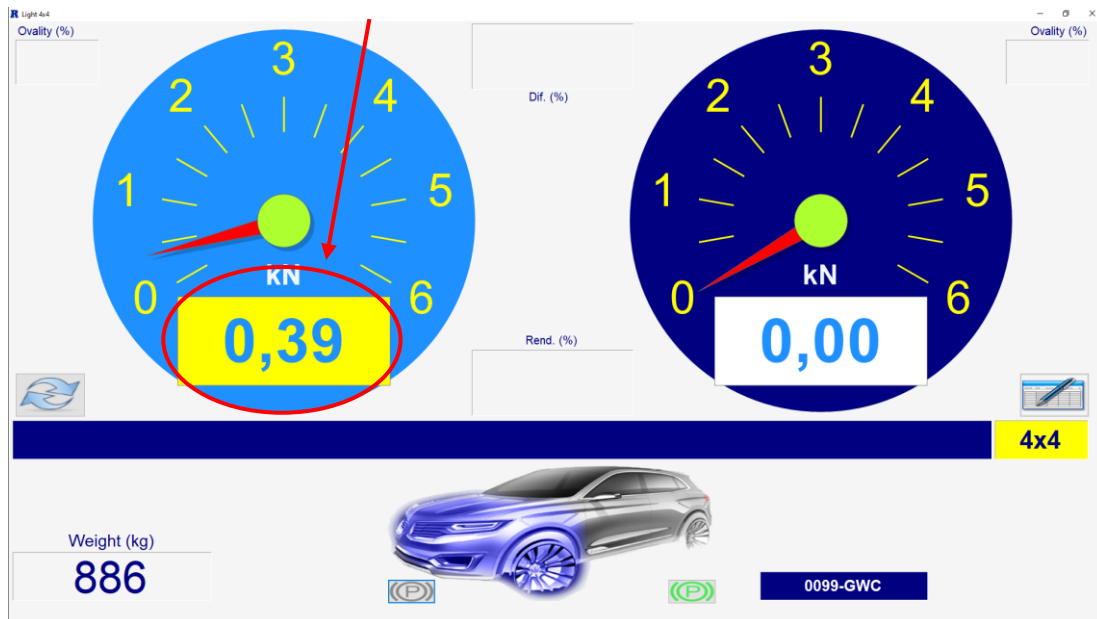 R Light 4x4
Ovality (%)
Ovality (%)
Dif. (%)
0 1 2 3 4 5 6
kN
0,39
0 1 2 3 4 5 6
kN
0,00
Rend. (%)
4x4
Weight (kg)
886
(P)
(P)
0099-GWC